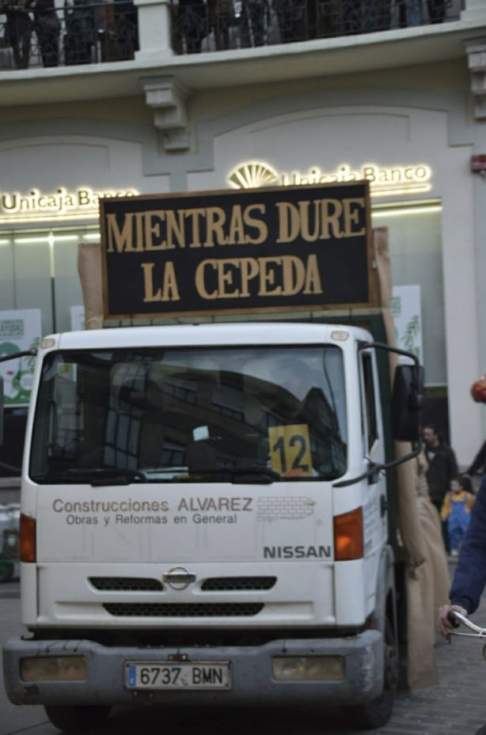 Unicaja Banco
Unicaja Banco
MIENTRAS DURE
LA CEPEDA
12
Construcciones ALVAREZ
Obras y Reformas en General
NISSAN
6737 BMN